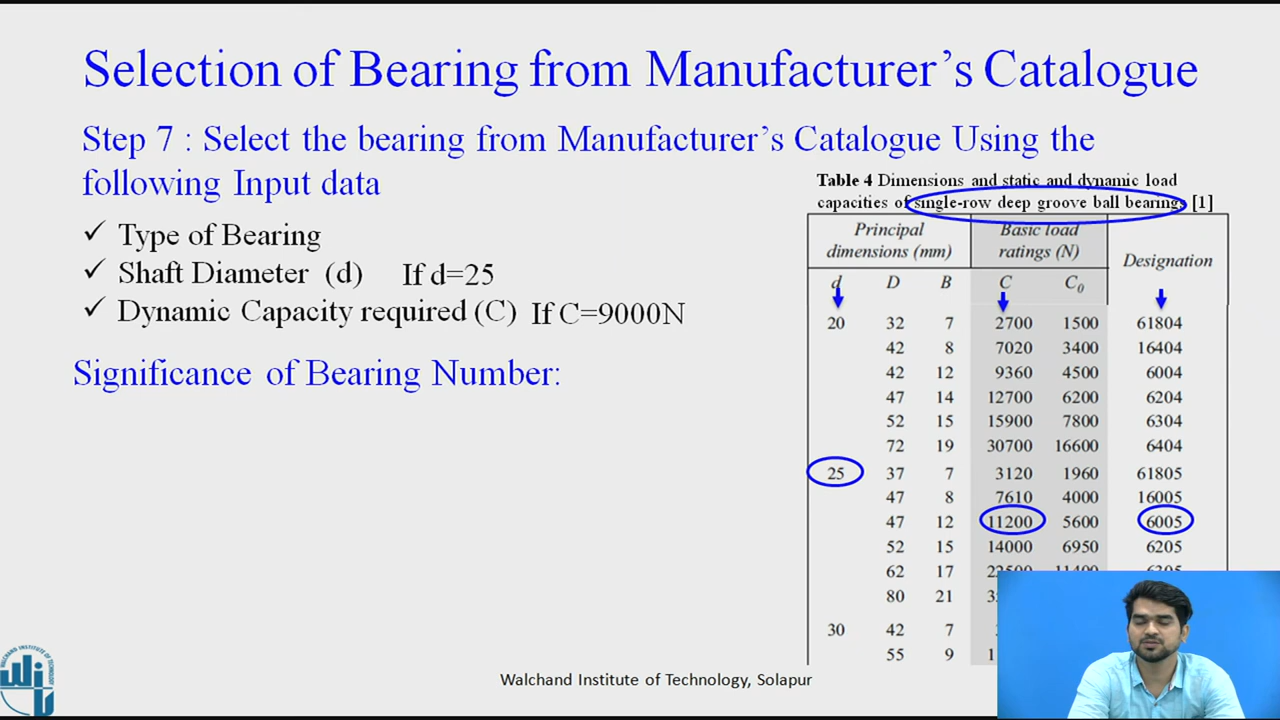 Selection of Bearing from Manufacturer’s Catalogue
Step 7 : Select the bearing from Manufacturer’s Catalogue Using the
following Input data
✓ Type of Bearing
✓ Shaft Diameter (d) If d=25
✓ Dynamic Capacity required (C) If C=9000N
Significance of Bearing Number:
Table 4 Dimensions and static and dynamic load
capacities of single-row deep groove ball bearings [1]
Principal Basic load
dimensions (mm) ratings (N) Designation
d D B C C0
20 32 7 2700 1500 61804
42 8 7020 3400 16404
42 12 9360 4500 6004
47 14 12700 6200 6204
52 15 15900 7800 6304
72 19 30700 16600 6404
25 37 7 3120 1960 61805
47 8 7610 4000 16005
47 12 11200 5600 6005
52 15 14000 6950 6205
62 17 22500 11400 6305
80 21
30 42 7
55 9
WALCHAND INSTITUTE OF TECHNOLOGY
WIT
Walchand Institute of Technology, Solapur